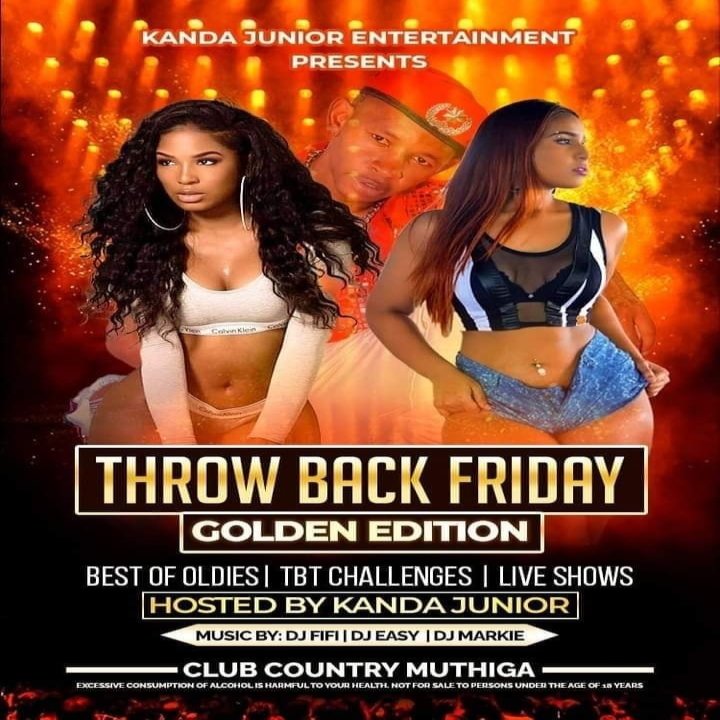 KANDA JUNIOR ENTERTAINMENT
PRESENTS
Calvin Klein
THROW BACK FRIDAY
GOLDEN EDITION
BEST OF OLDIES | TBT CHALLENGES | LIVE SHOWS
HOSTED BY KANDA JUNIOR
MUSIC BY: DJ FIFI | DJ EASY | DJ MARKIE
CLUB COUNTRY MUTHIGA
EXCESSIVE CONSUMPTION OF ALCOHOL IS HARMFUL TO YOUR HEALTH. NOT FOR SALE TO PERSONS UNDER THE AGE OF 18 YEARS